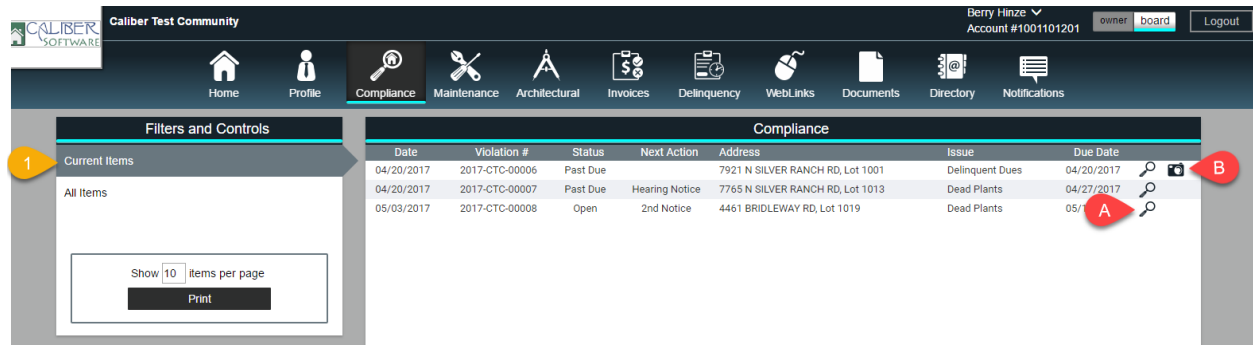 CALIBER
SOFTWARE
Caliber Test Community
Berry Hinze
Account #1001101201
owner board
Logout
Home Profile Compliance Maintenance Architectural Invoices Delinquency WebLinks Documents Directory Notifications
Filters and Controls
1
Current Items
All Items
Show 10 items per page
Print
Compliance
Date Violation # Status Next Action Address Issue Due Date
04/20/2017 2017-CTC-00006 Past Due 7921 N SILVER RANCH RD, Lot 1001 Delinquent Dues 04/20/2017 B
04/20/2017 2017-CTC-00007 Past Due Hearing Notice 7765 N SILVER RANCH RD, Lot 1013 Dead Plants 04/27/2017
05/03/2017 2017-CTC-00008 Open 2nd Notice 4461 BRIDLEWAY RD, Lot 1019 Dead Plants A